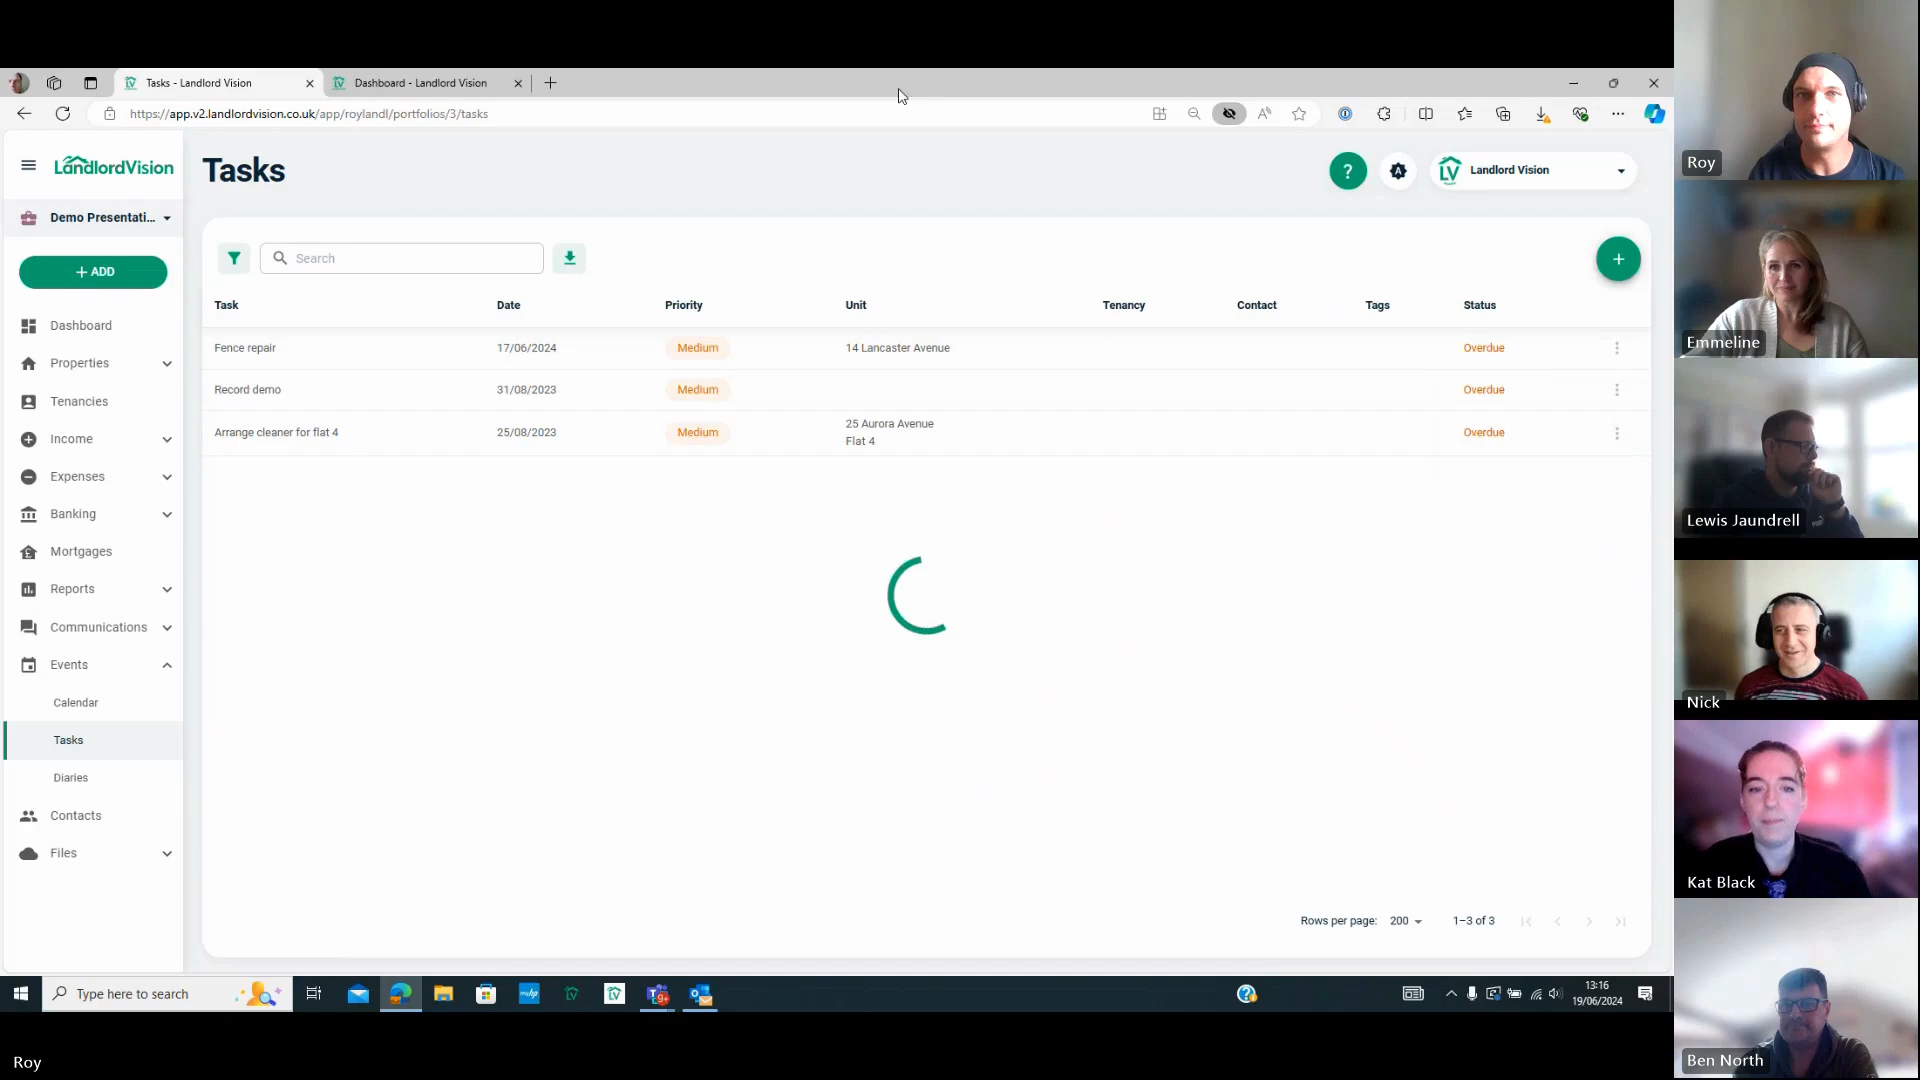 Tasks - Landlord Vision
Dashboard - Landlord Vision
https://app.v2.landlordvision.co.uk/app/roylandl/portfolios/3/tasks
LandlordVision
Tasks
?
A
LV
Landlord Vision
Demo Presentati...
+ ADD
Search
Task Date Priority Unit Tenancy Contact Tags Status
Fence repair 17/06/2024 Medium 14 Lancaster Avenue Overdue
Record demo 31/08/2023 Medium Overdue
Arrange cleaner for flat 4 25/08/2023 Medium 25 Aurora Avenue Overdue
Flat 4
Dashboard
Properties
Tenancies
Income
Expenses
Banking
Mortgages
Reports
Communications
Events
Calendar
Tasks
Diaries
Contacts
Files
Rows per page: 200 1–3 of 3
Type here to search
mhp
9+
13:16
19/06/2024
Roy
Roy
Emmeline
Lewis Jaundrell
Nick
Kat Black
Ben North